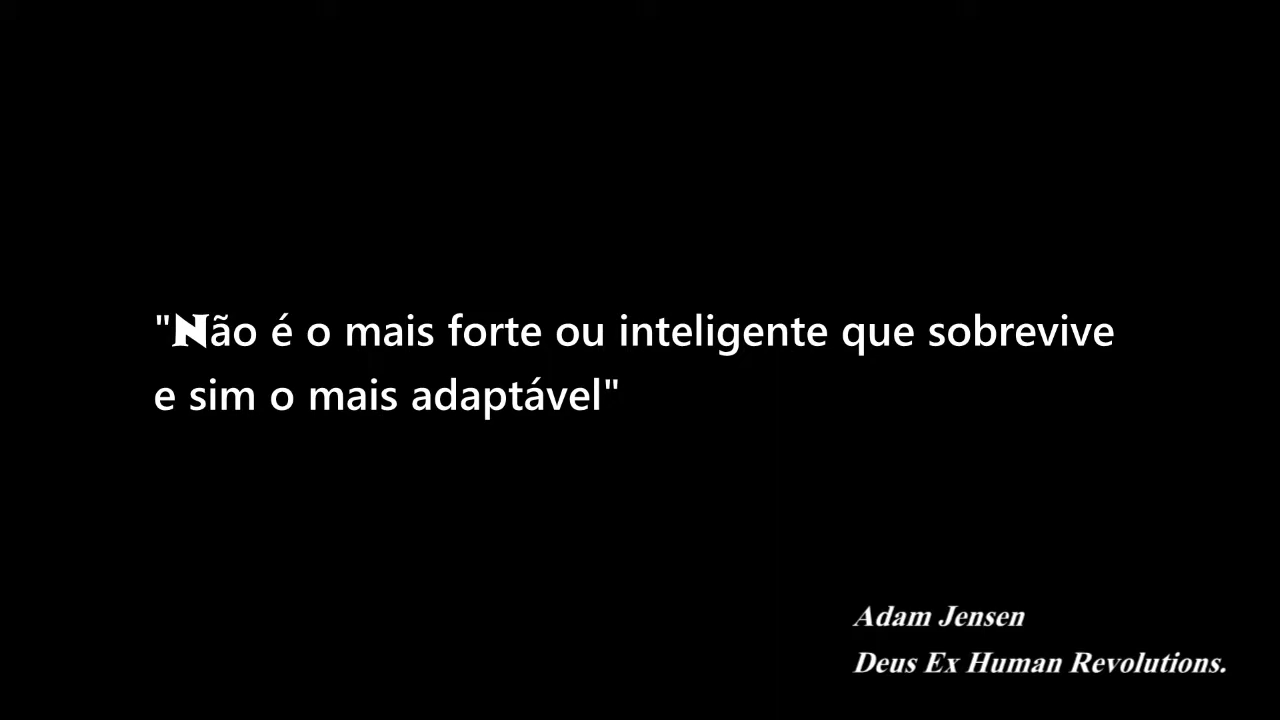 "Não é o mais forte ou inteligente que sobrevive
e sim o mais adaptável"
Adam Jensen
Deus Ex Human Revolutions.